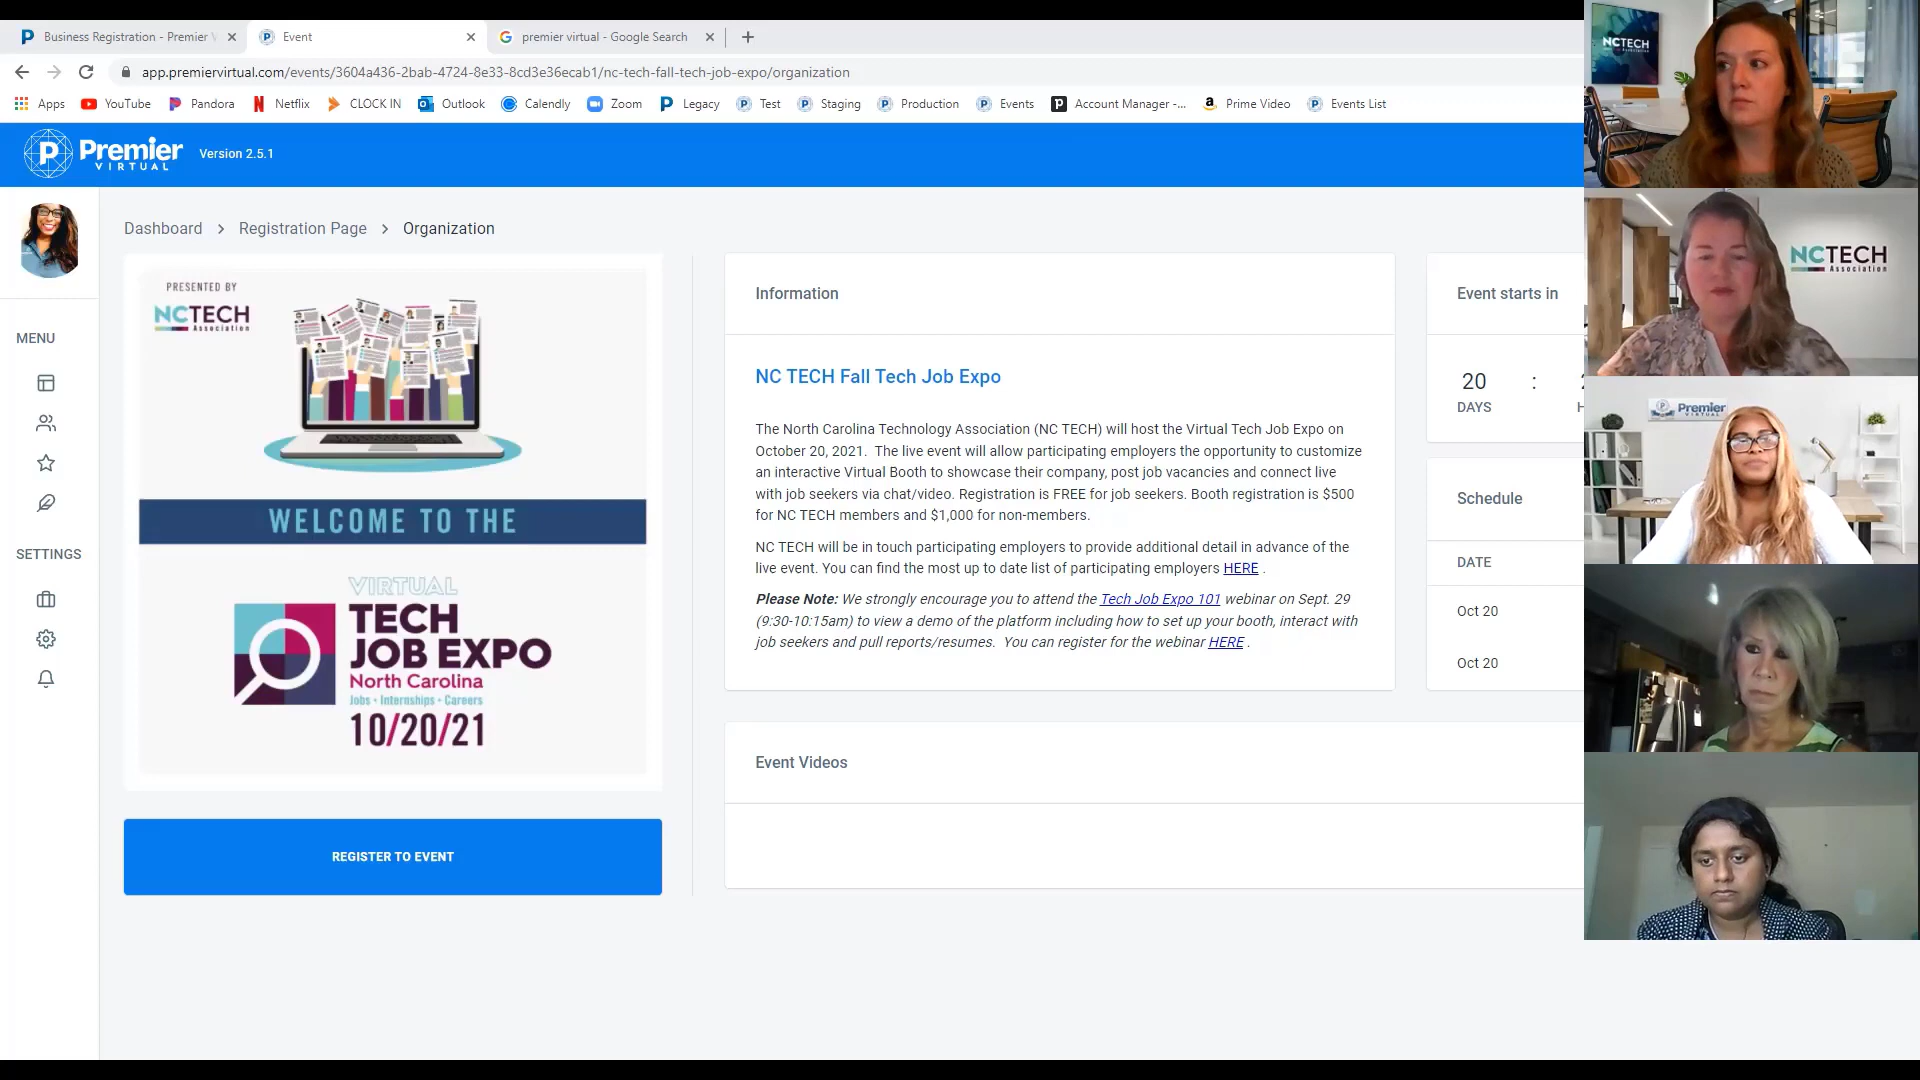 Business Registration - Premier V
Event
premier virtual - Google Search
app.premiervirtual.com/events/3604a436-2bab-4724-8e33-8cd3e36ecab1/nc-tech-fall-tech-job-expo/organization
Apps YouTube Pandora Netflix CLOCK IN Outlook Calendly Zoom Legacy Test Staging Production Events Account Manager -... Prime Video Events List
Premier
VIRTUAL
Version 2.5.1
Dashboard > Registration Page > Organization
MENU
SETTINGS
PRESENTED BY
NCTECH
Association
WELCOME TO THE
VIRTUAL
TECH
JOB EXPO
North Carolina
Jobs • Internships • Careers
10/20/21
REGISTER TO EVENT
Information
NC TECH Fall Tech Job Expo
The North Carolina Technology Association (NC TECH) will host the Virtual Tech Job Expo on
October 20, 2021. The live event will allow participating employers the opportunity to customize
an interactive Virtual Booth to showcase their company, post job vacancies and connect live
with job seekers via chat/video. Registration is FREE for job seekers. Booth registration is $500
for NC TECH members and $1,000 for non-members.
NC TECH will be in touch participating employers to provide additional detail in advance of the
live event. You can find the most up to date list of participating employers HERE .
Please Note: We strongly encourage you to attend the Tech Job Expo 101 webinar on Sept. 29
(9:30-10:15am) to view a demo of the platform including how to set up your booth, interact with
job seekers and pull reports/resumes. You can register for the webinar HERE .
Event Videos
Event starts in
20 :
DAYS H
Schedule
DATE
Oct 20
Oct 20
NCTECH
NCTECH
Association
Premier
VIRTUAL